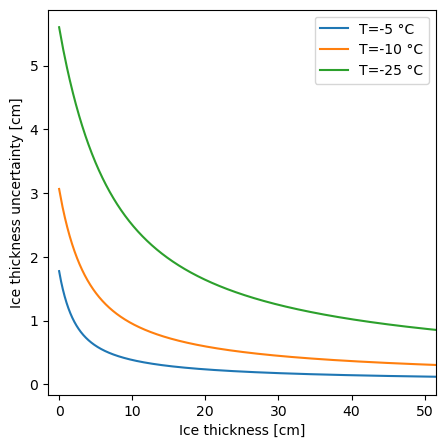 T=-5 °C
T=-10 °C
T=-25 °C
Ice thickness uncertainty [cm]
5
4
3
2
1
0
0 10 20 30 40 50
Ice thickness [cm]